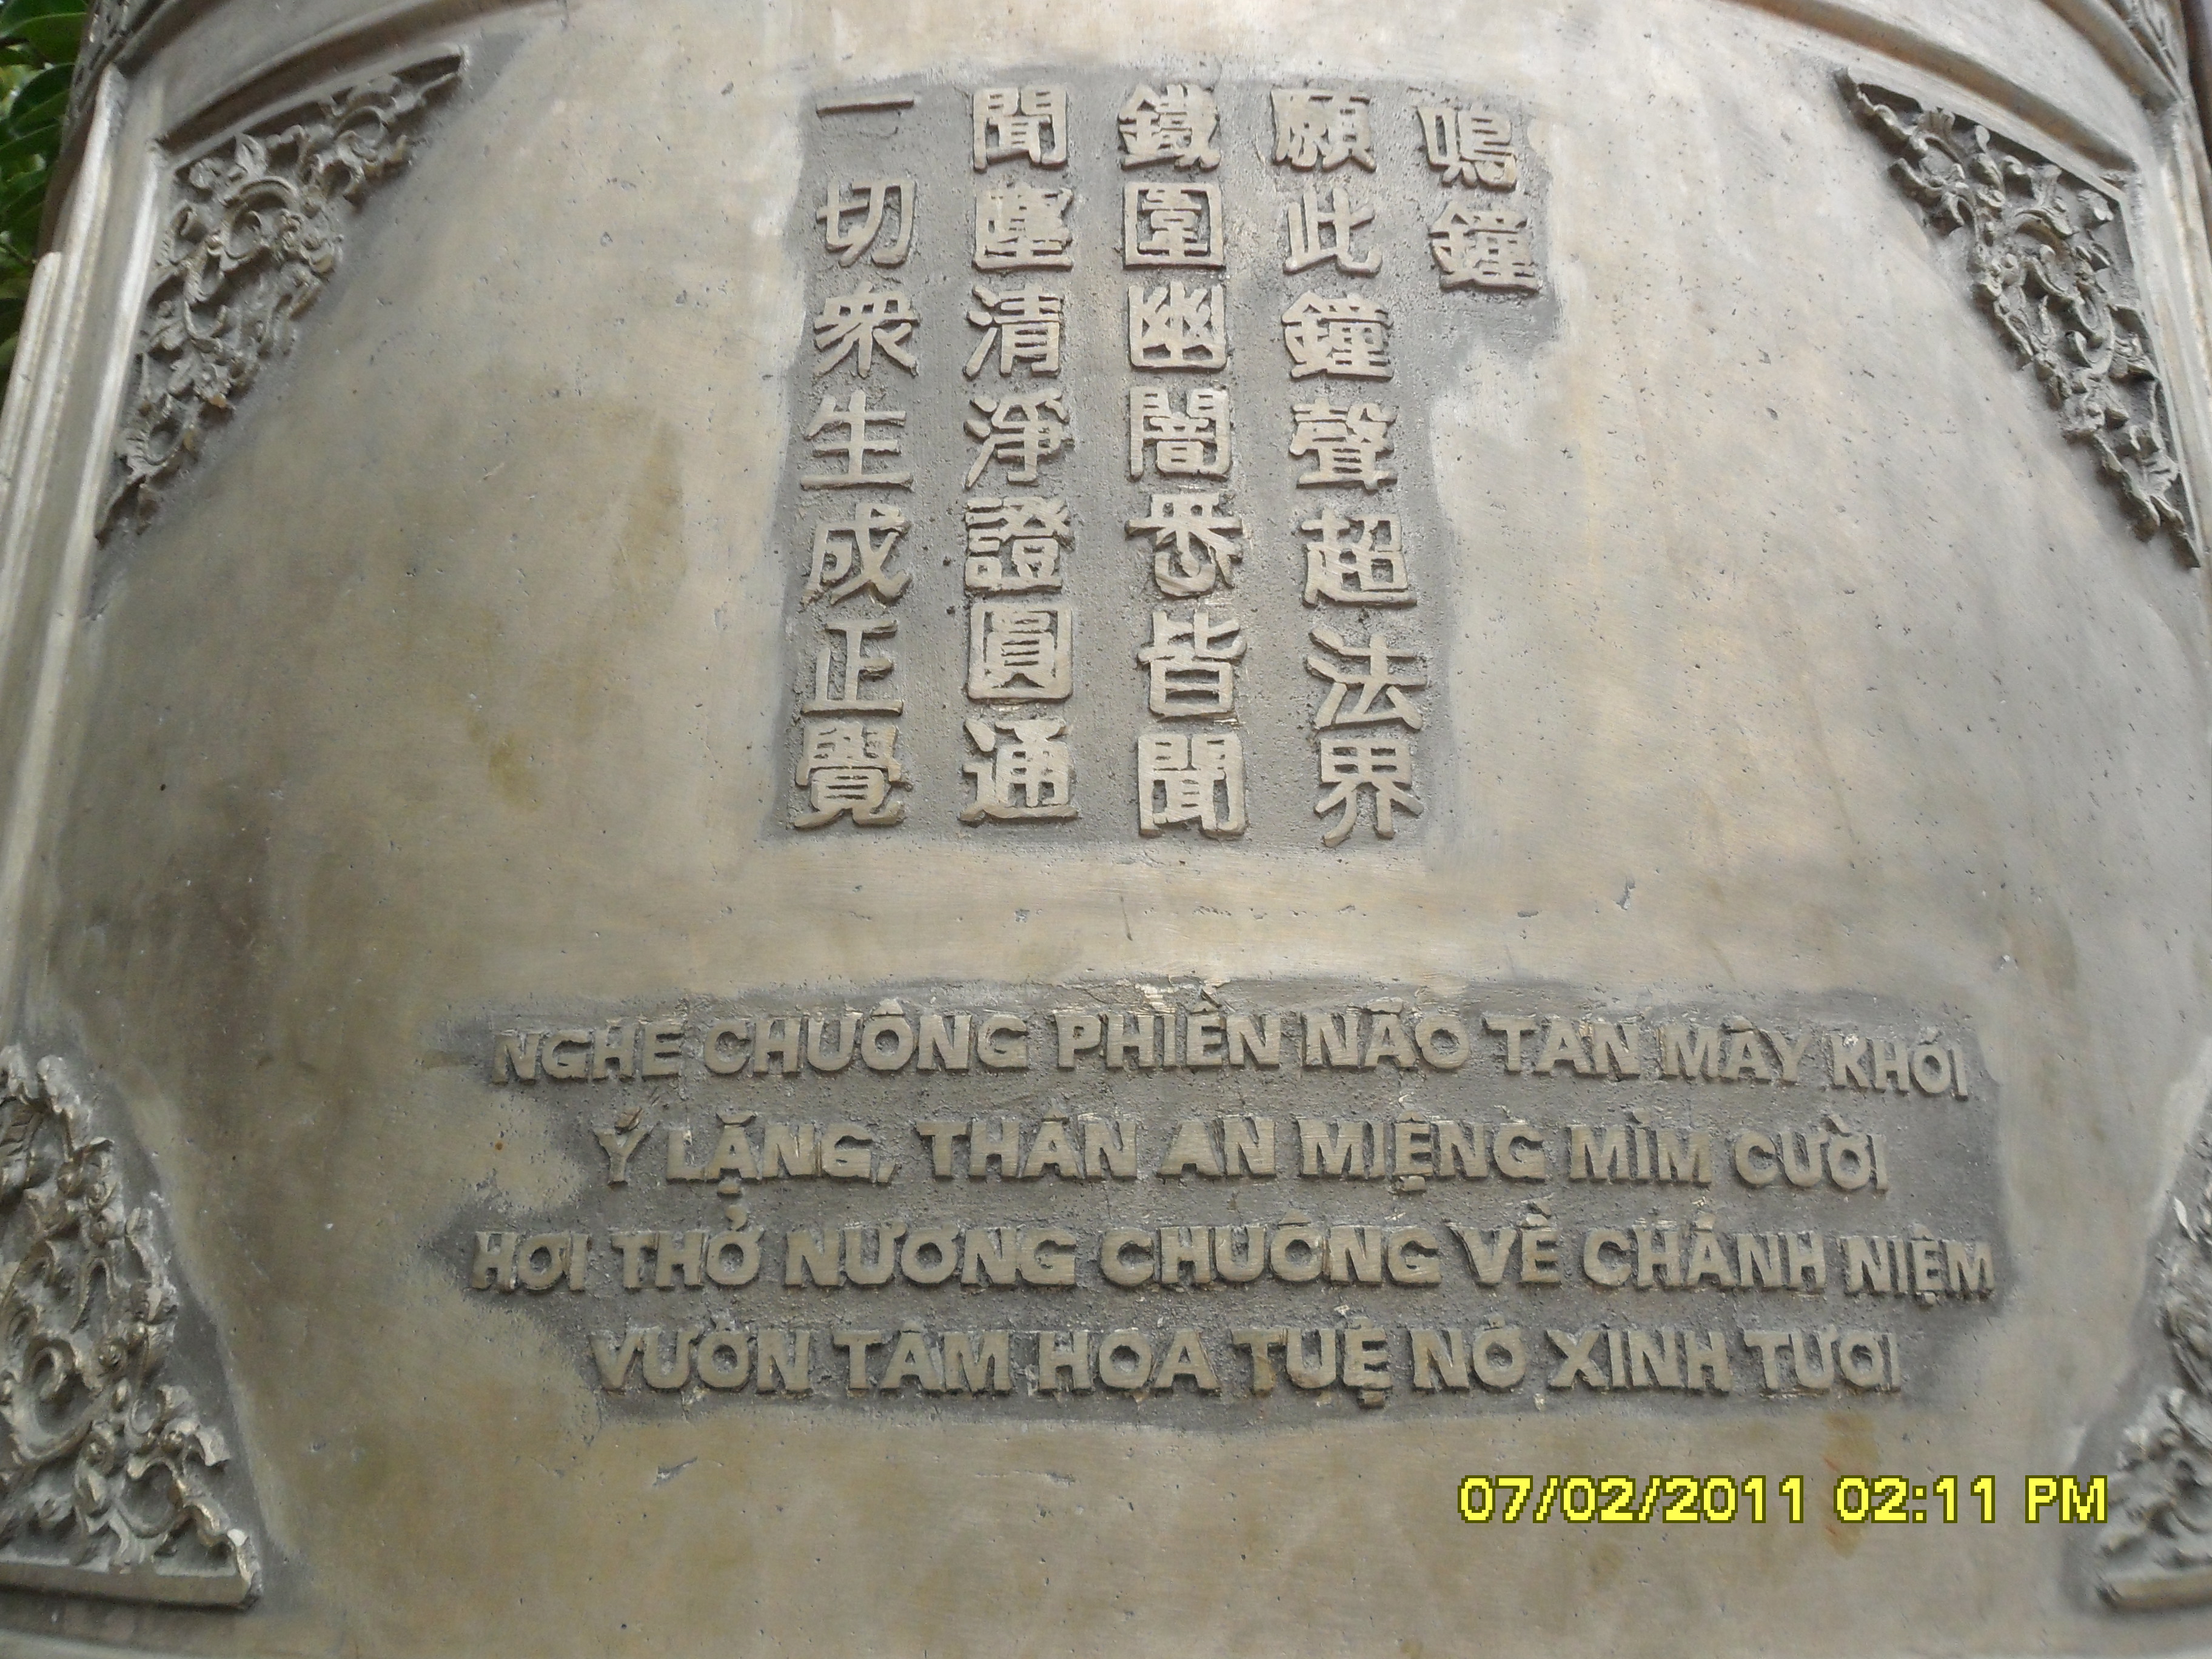 鳴鐘
願此鐘聲超法界
鐵圍幽闇悉皆聞
聞塵清淨證圓通
一切衆生成正覺
NGHE CHUÔNG PHIỀN NÃO TAN MÂY KHÓI
Ý LẶNG, THÂN AN MIỆNG MỈM CƯỜI
HƠI THỞ NƯƠNG CHUÔNG VỀ CHÁNH NIỆM
VƯỜN TÂM HOA TUỆ NỞ XINH TƯƠI
07/02/2011 02:11 PM